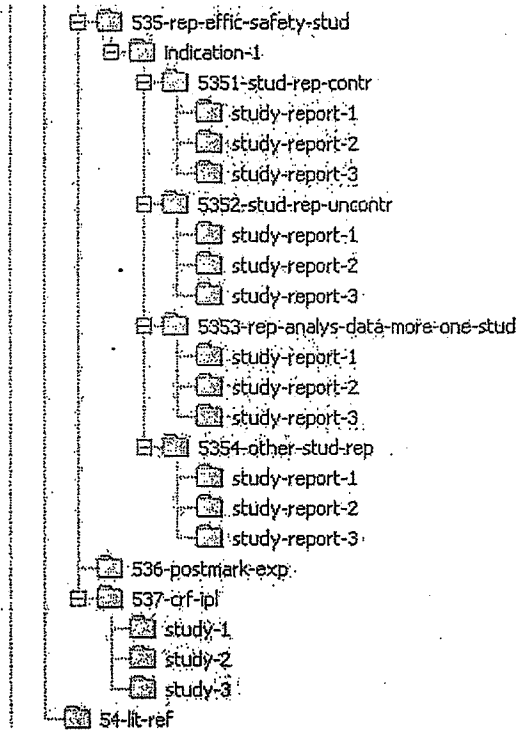 535-rep-effic-safety-stud
Indication-1
5351-stud-rep-contr
study-report-1
study-report-2
study-report-3
5352-stud-rep-uncontr
study-report-1
study-report-2
study-report-3
5353-rep-analys-data-more-one-stud
study-report-1
study-report-2
study-report-3
5354-other-stud-rep
study-report-1
study-report-2
study-report-3
536-postmark-exp
537-crf-ipl
study-1
study-2
study-3
54-lit-ref